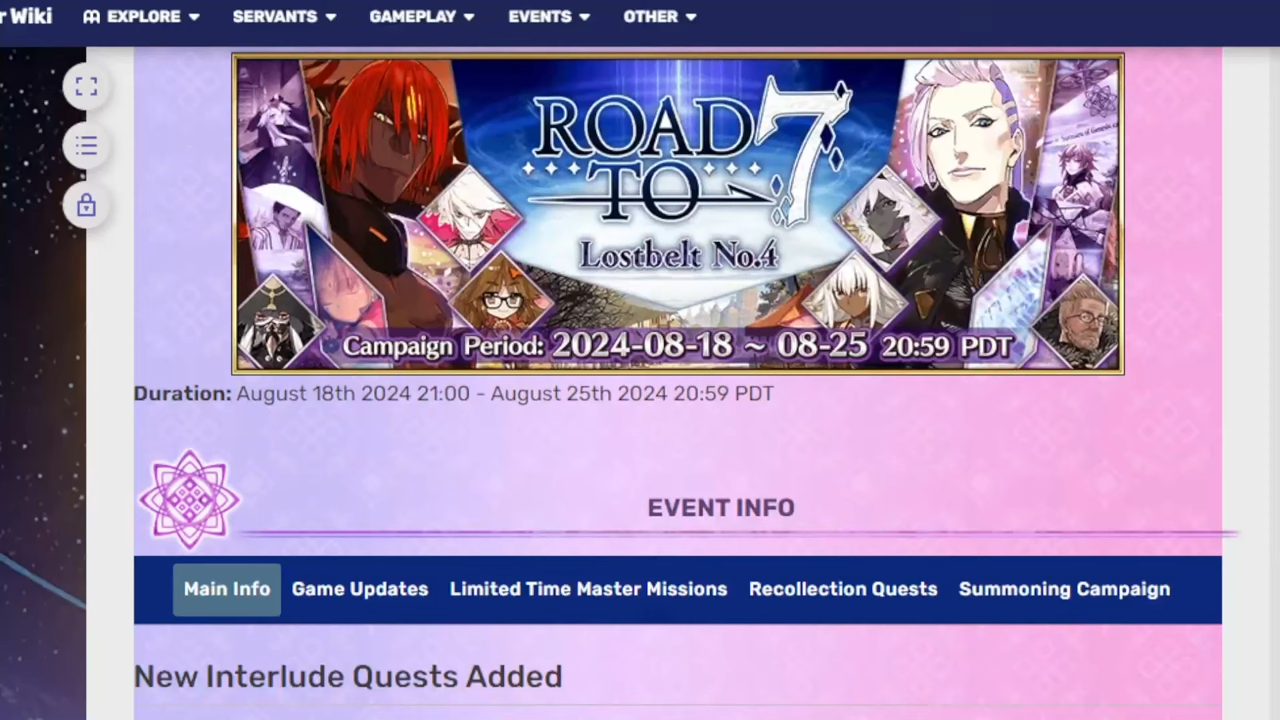 r Wiki EXPLORE SERVANTS GAMEPLAY EVENTS OTHER
ROAD
TO 7
Lostbelt No.4
Campaign Period: 2024-08-18 ~ 08-25 20:59 PDT
Duration: August 18th 2024 21:00 - August 25th 2024 20:59 PDT
EVENT INFO
Main Info Game Updates Limited Time Master Missions Recollection Quests Summoning Campaign
New Interlude Quests Added